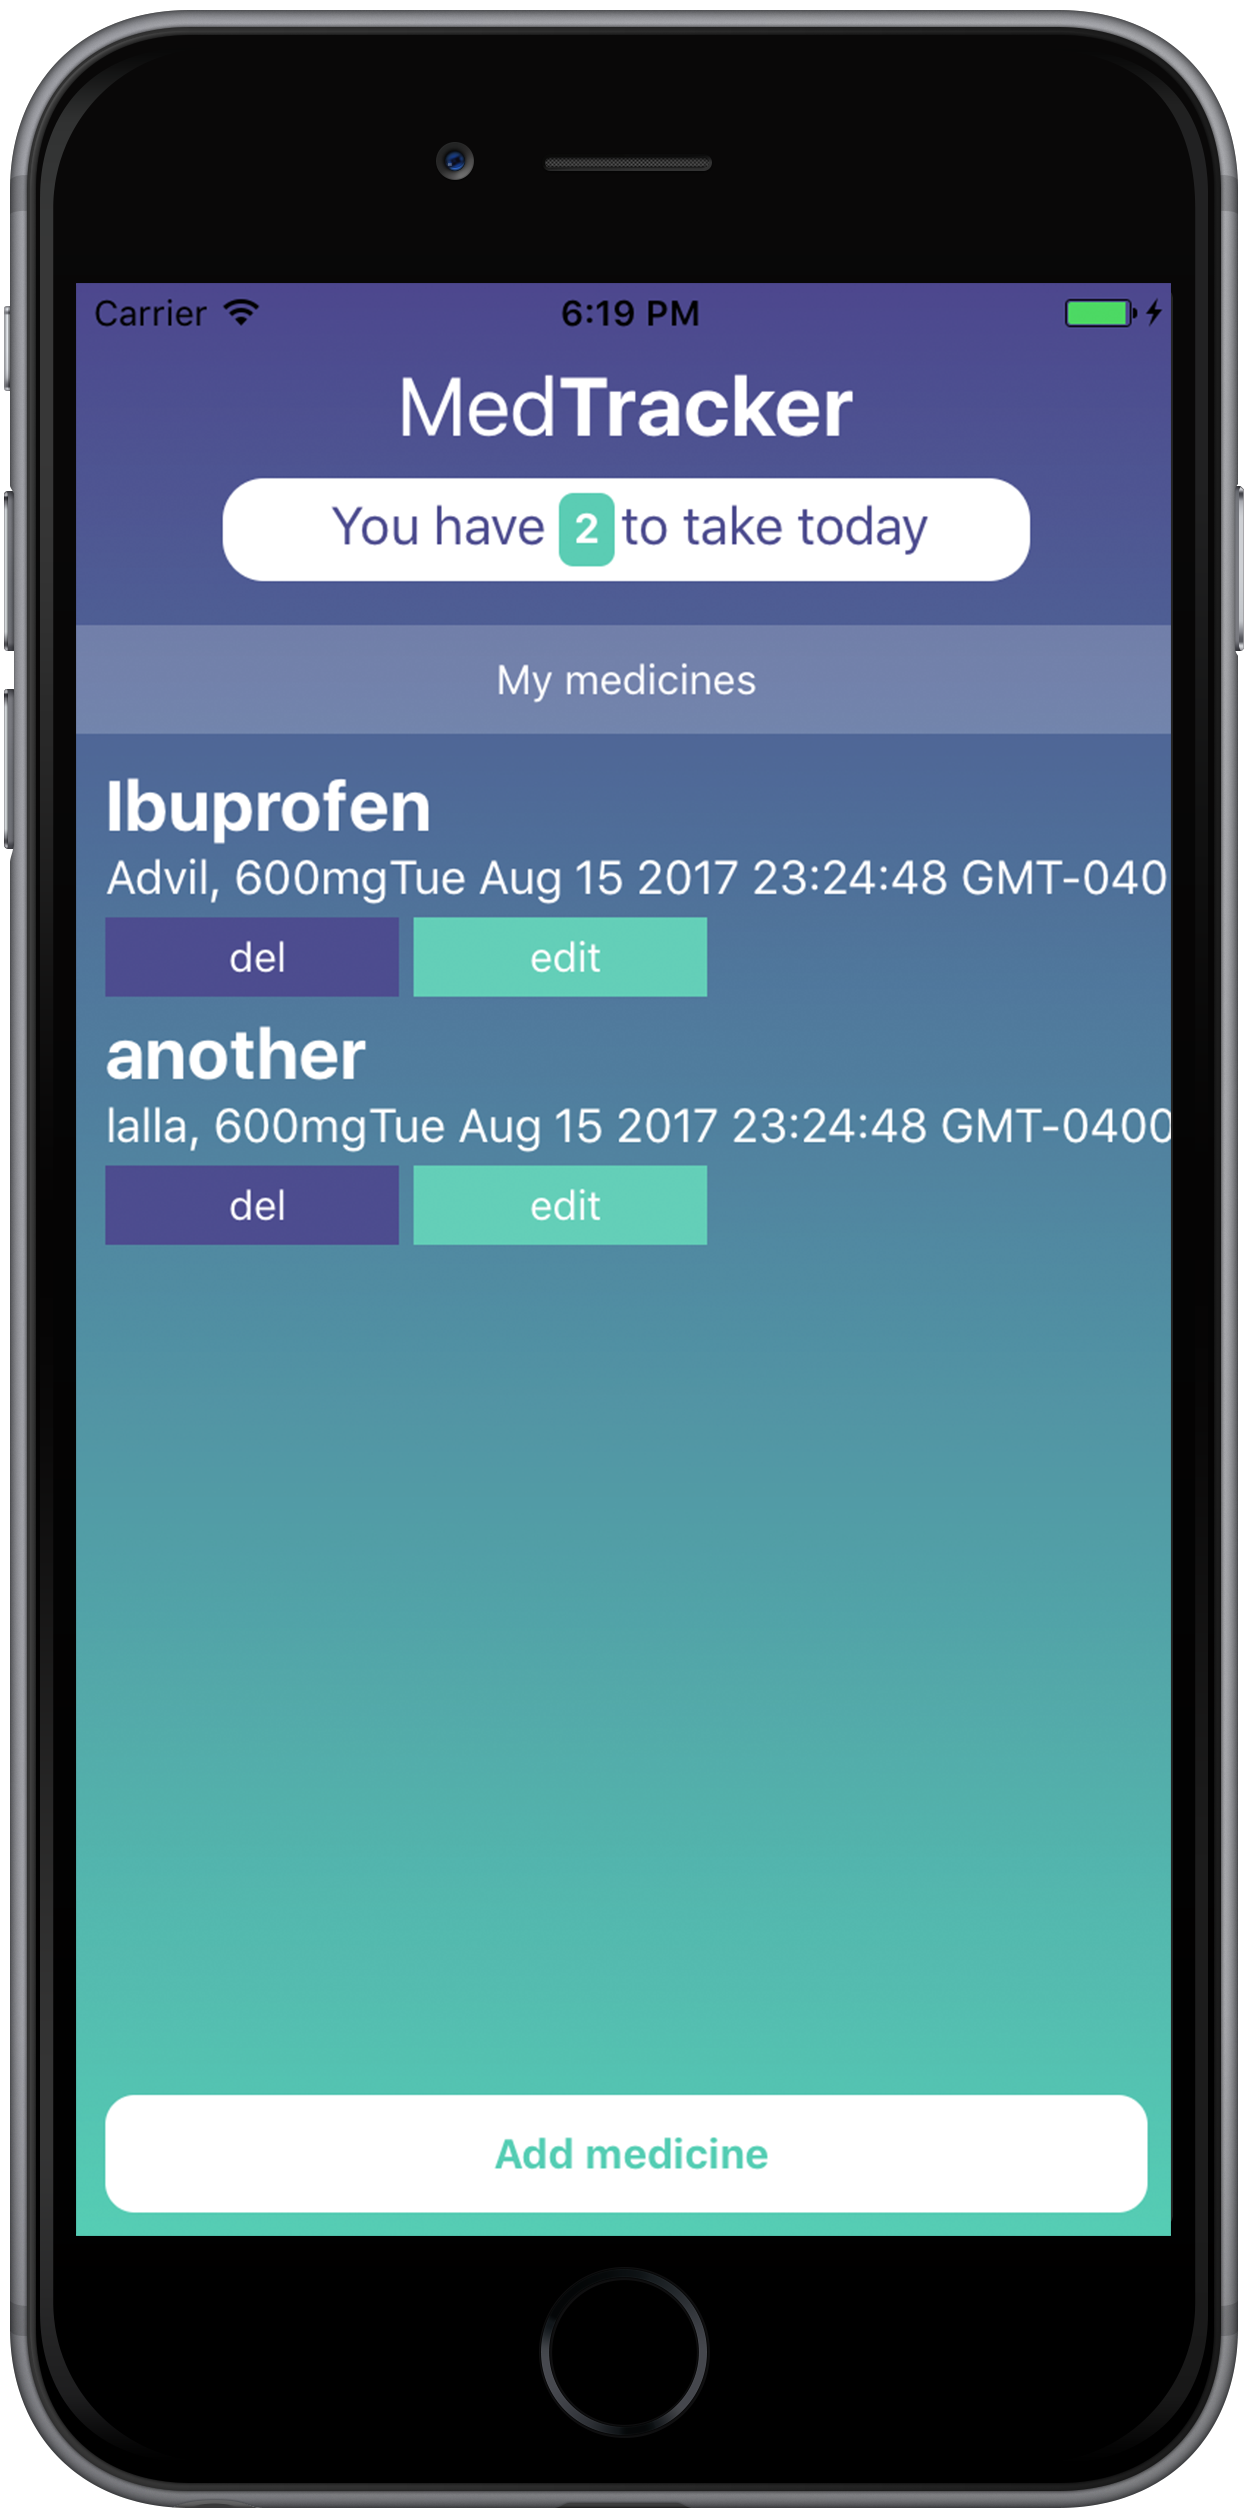 Carrier 6:19 PM
MedTracker
You have 2 to take today
My medicines
Ibuprofen
Advil, 600mgTue Aug 15 2017 23:24:48 GMT-040
del edit
another
lalla, 600mgTue Aug 15 2017 23:24:48 GMT-0400
del edit
Add medicine